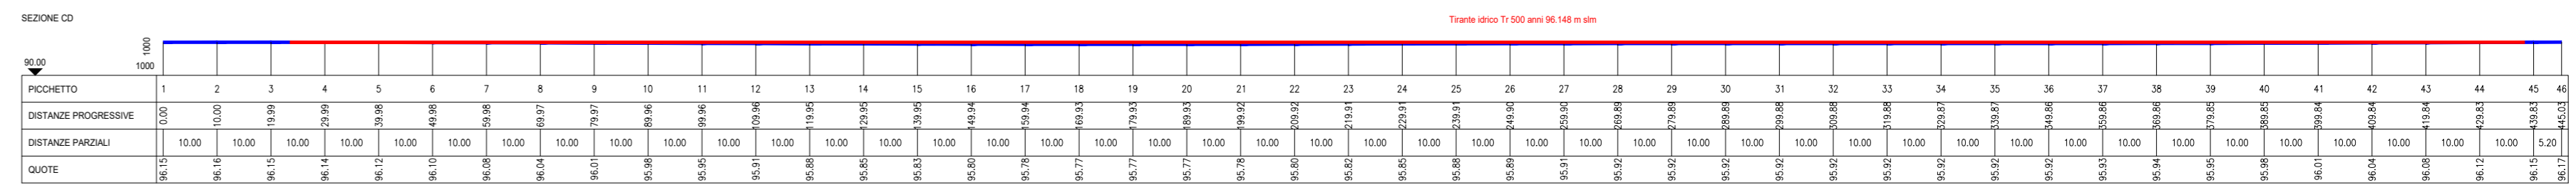 SEZIONE CD
Tirante idrico Tr 500 anni 96.148 m slm
1000
90.00
1000
PICCHETTO 1 2 3 4 5 6 7 8 9 10 11 12 13 14 15 16 17 18 19 20 21 22 23 24 25 26 27 28 29 30 31 32 33 34 35 36 37 38 39 40 41 42 43 44 45 46
DISTANZE PROGRESSIVE 0.00 10.00 19.99 29.99 39.98 49.98 59.98 69.97 79.97 89.96 99.96 109.96 119.95 129.95 139.95 149.94 159.94 169.93 179.93 189.93 199.92 209.92 219.91 229.91 239.91 249.90 259.90 269.89 279.89 289.89 299.88 309.88 319.88 329.87 339.87 349.86 359.86 369.86 379.85 389.85 399.84 409.84 419.84 429.83 439.83 445.03
DISTANZE PARZIALI 10.00 10.00 10.00 10.00 10.00 10.00 10.00 10.00 10.00 10.00 10.00 10.00 10.00 10.00 10.00 10.00 10.00 10.00 10.00 10.00 10.00 10.00 10.00 10.00 10.00 10.00 10.00 10.00 10.00 10.00 10.00 10.00 10.00 10.00 10.00 10.00 10.00 10.00 10.00 10.00 10.00 10.00 10.00 10.00 5.20
QUOTE 96.15 96.16 96.15 96.14 96.12 96.10 96.08 96.04 96.01 95.98 95.95 95.91 95.88 95.85 95.83 95.80 95.78 95.77 95.77 95.77 95.78 95.80 95.82 95.85 95.88 95.89 95.91 95.92 95.92 95.92 95.92 95.92 95.92 95.92 95.92 95.92 95.93 95.94 95.95 95.98 96.01 96.04 96.08 96.12 96.15 96.17